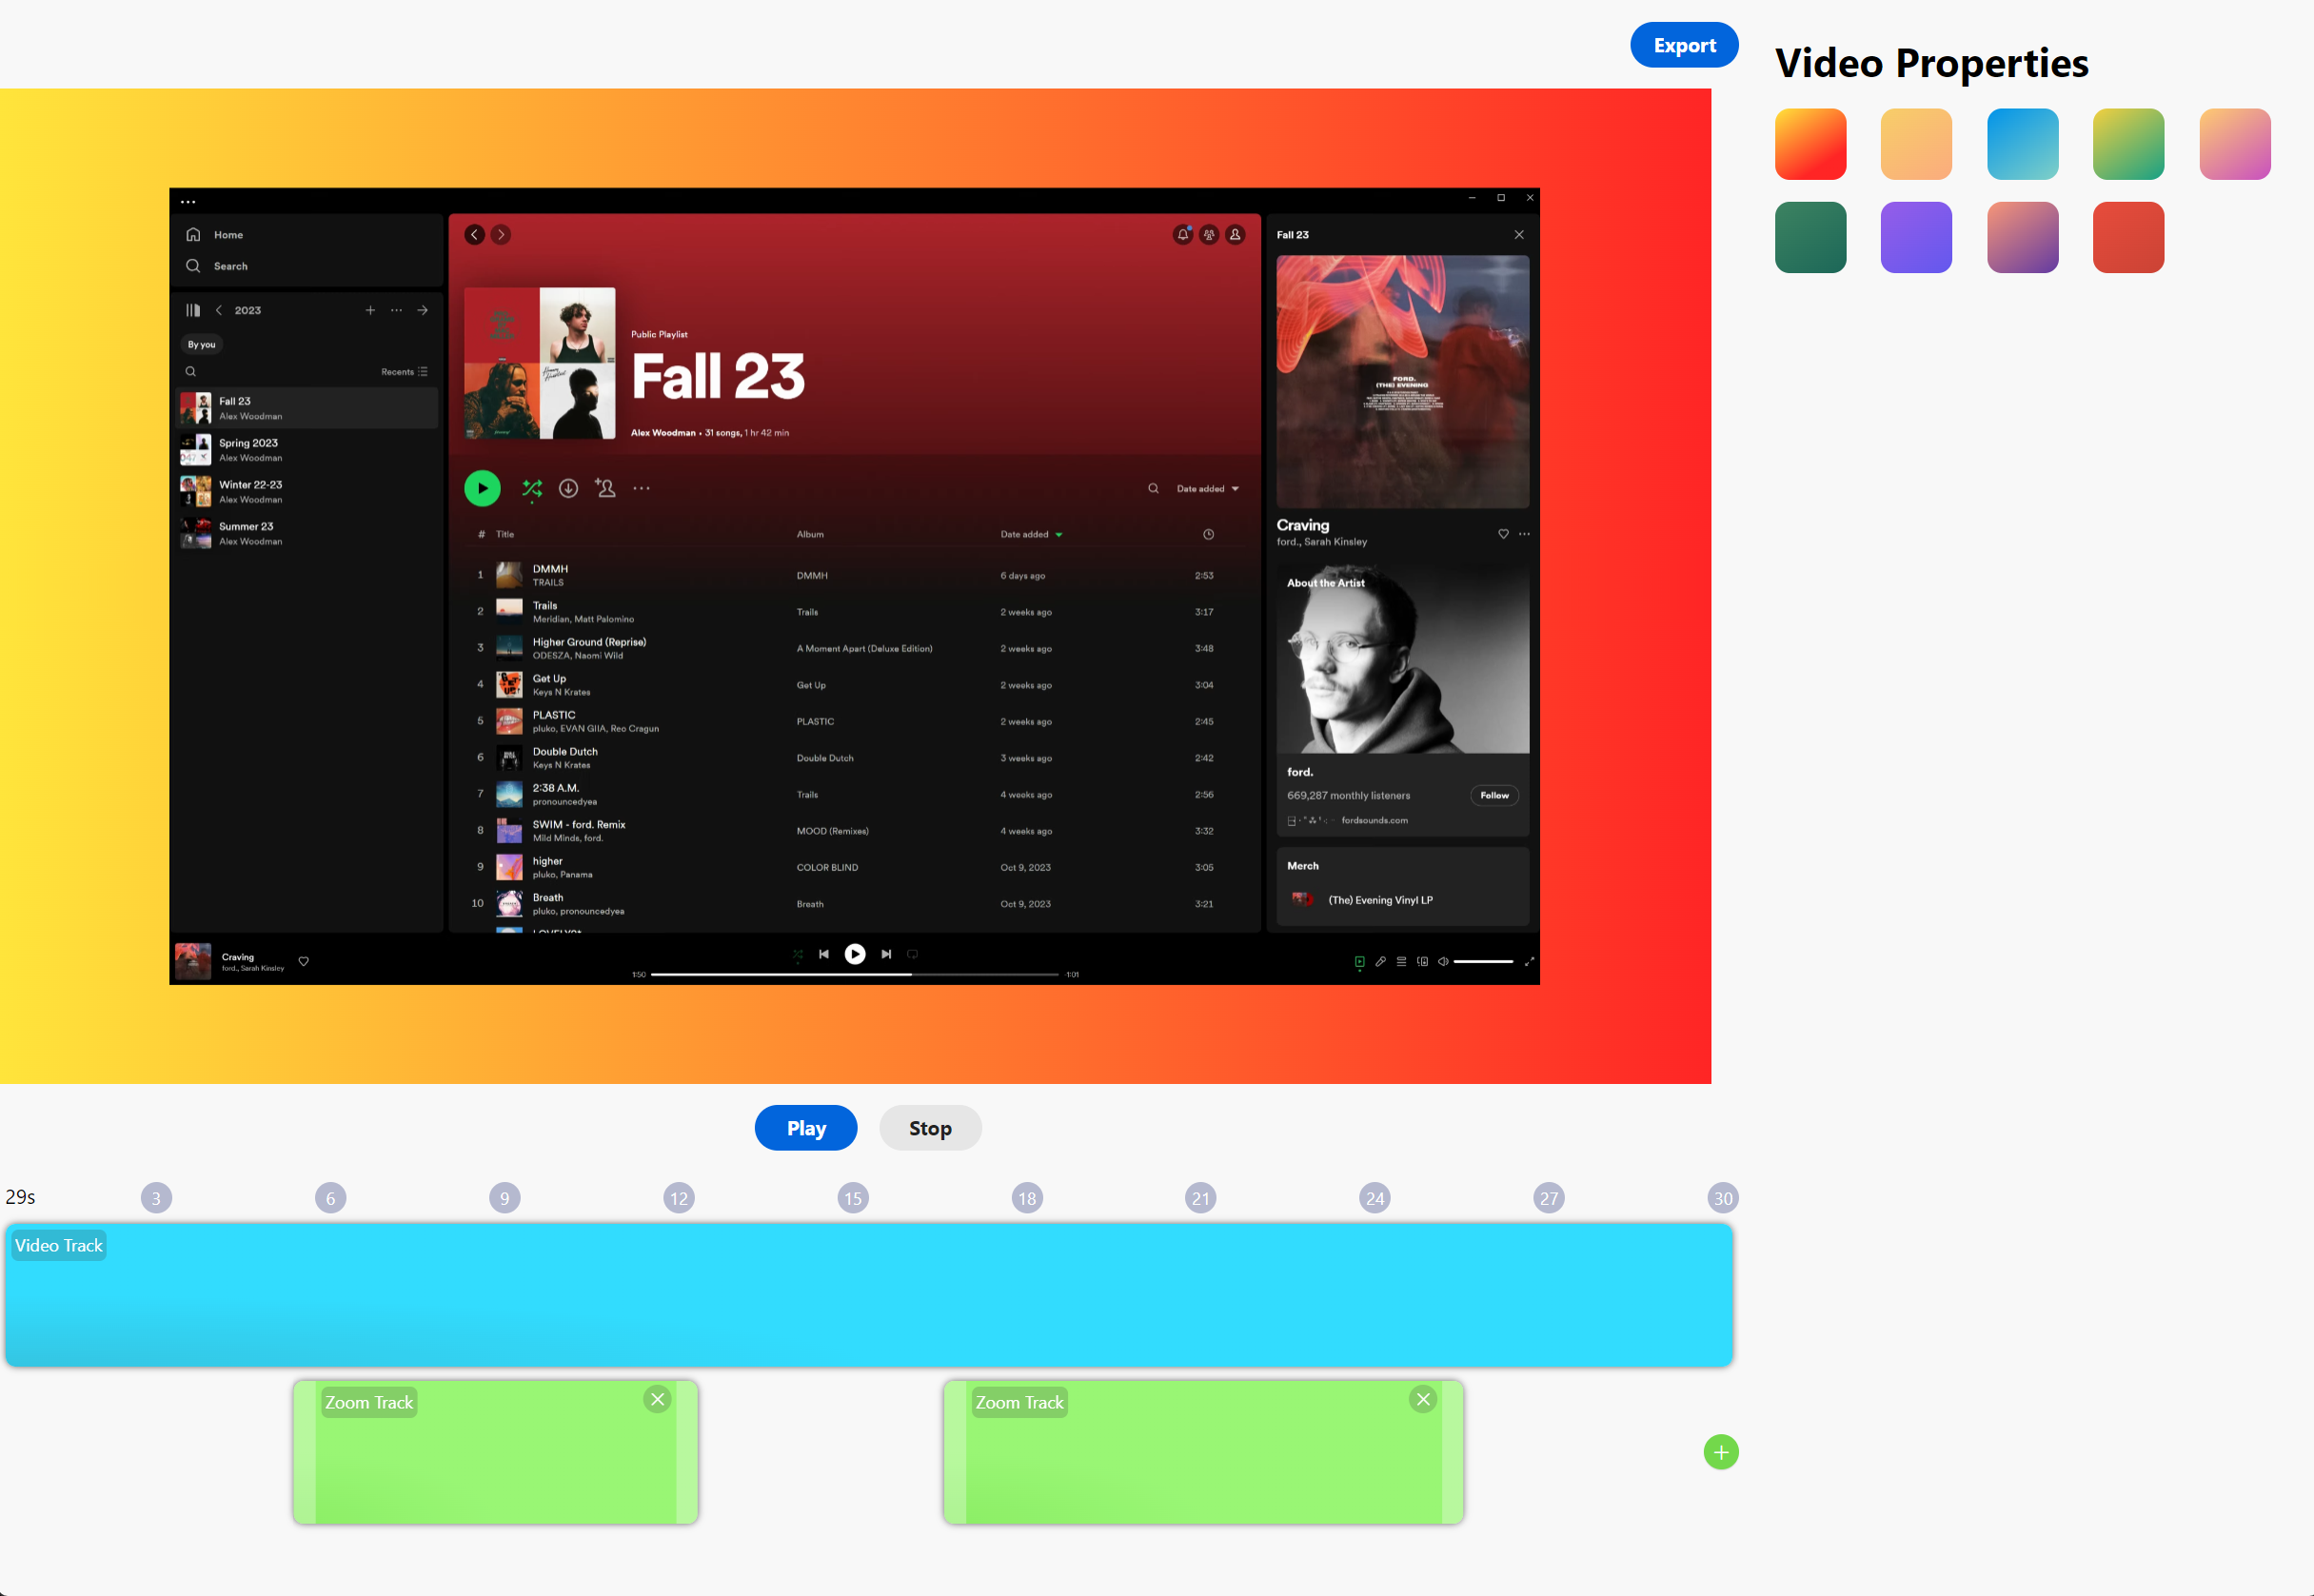 Export
Video Properties
Home
Search
2023
By you
Recents
Fall 23
Alex Woodman
Spring 2023
Alex Woodman
Winter 22-23
Alex Woodman
Summer 23
Alex Woodman
Public Playlist
Fall 23
Alex Woodman • 31 songs, 1 hr 42 min
Date added
# Title Album Date added
1 DMMH DMMH 6 days ago 2:53
TRAILS
2 Trails Trails 2 weeks ago 3:17
Meridian, Matt Palomino
3 Higher Ground (Reprise) A Moment Apart (Deluxe Edition) 2 weeks ago 3:48
ODESZA, Naomi Wild
4 Get Up Get Up 2 weeks ago 3:04
Keys N Krates
5 PLASTIC PLASTIC 2 weeks ago 2:45
pluko, EVAN GIIA, Reo Cragun
6 Double Dutch Double Dutch 3 weeks ago 2:42
Keys N Krates
7 2:38 A.M. Trails 4 weeks ago 2:56
pronouncedyea
8 SWIM - ford. Remix MOOD (Remixes) 4 weeks ago 3:32
Mild Minds, ford.
9 higher COLOR BLIND Oct 9, 2023 3:05
pluko, Panama
10 Breath Breath Oct 9, 2023 3:21
pluko, pronouncedyea
Fall 23
FORD.
(THE) EVENING
Craving
ford., Sarah Kinsley
About the Artist
ford.
669,287 monthly listeners
Follow
fordsounds.com
Merch
(The) Evening Vinyl LP
Craving
ford., Sarah Kinsley
1:50
-1:01
Play
Stop
29s 3 6 9 12 15 18 21 24 27 30
Video Track
Zoom Track
Zoom Track